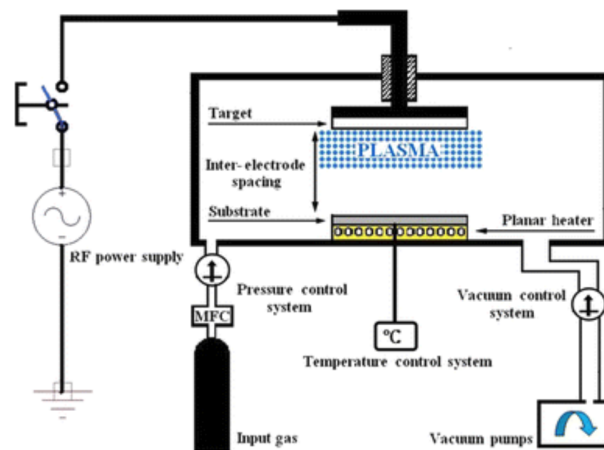 Target
PLASMA
Inter-electrode
spacing
Substrate
Planar heater
RF power supply
Pressure control
system
MFC
Vacuum control
system
°C
Temperature control system
Input gas
Vacuum pumps